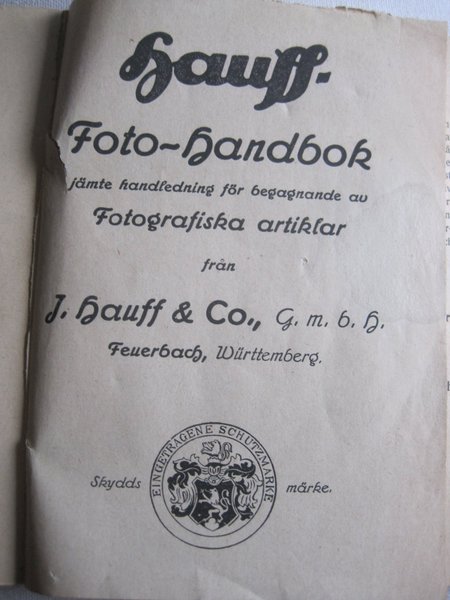 Hauff-
Foto-Handbok
jämte handledning för begagnande av
Fotografiska artiklar
från
J. Hauff & Co., G. m. b. H.
Feuerbach, Württemberg.
EINGETRAGENE SCHUTZMARKE
Skydds märke.